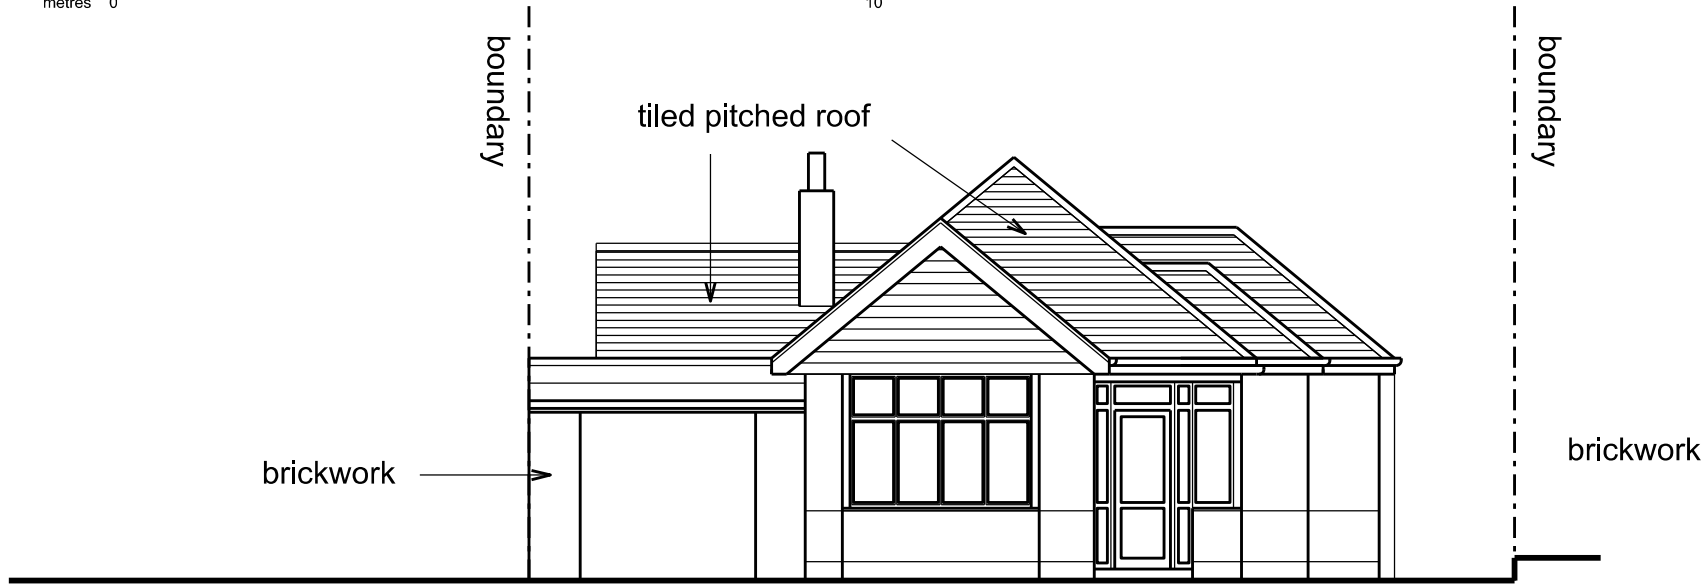 metres 0 10
boundary
boundary
tiled pitched roof
brickwork
brickwork